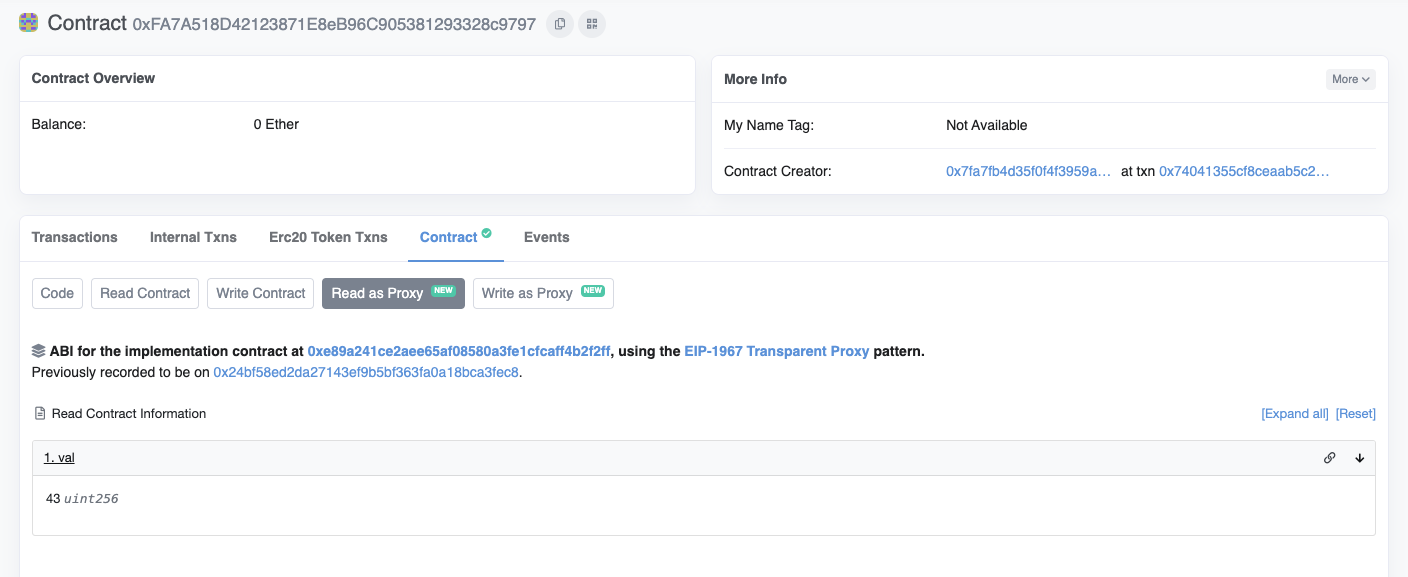 Contract 0xFA7A518D42123871E8eB96C905381293328c9797
Contract Overview
Balance: 0 Ether
More Info
More
My Name Tag: Not Available
Contract Creator: 0x7fa7fb4d35f0f4f3959a... at txn 0x74041355cf8ceaab5c2...
Transactions Internal Txns Erc20 Token Txns Contract Events
Code Read Contract Write Contract Read as Proxy NEW Write as Proxy NEW
ABI for the implementation contract at 0xe89a241ce2aee65af08580a3fe1cfcaff4b2f2ff, using the EIP-1967 Transparent Proxy pattern.
Previously recorded to be on 0x24bf58ed2da27143ef9b5bf363fa0a18bca3fec8.
Read Contract Information [Expand all] [Reset]
1. val
43 uint256